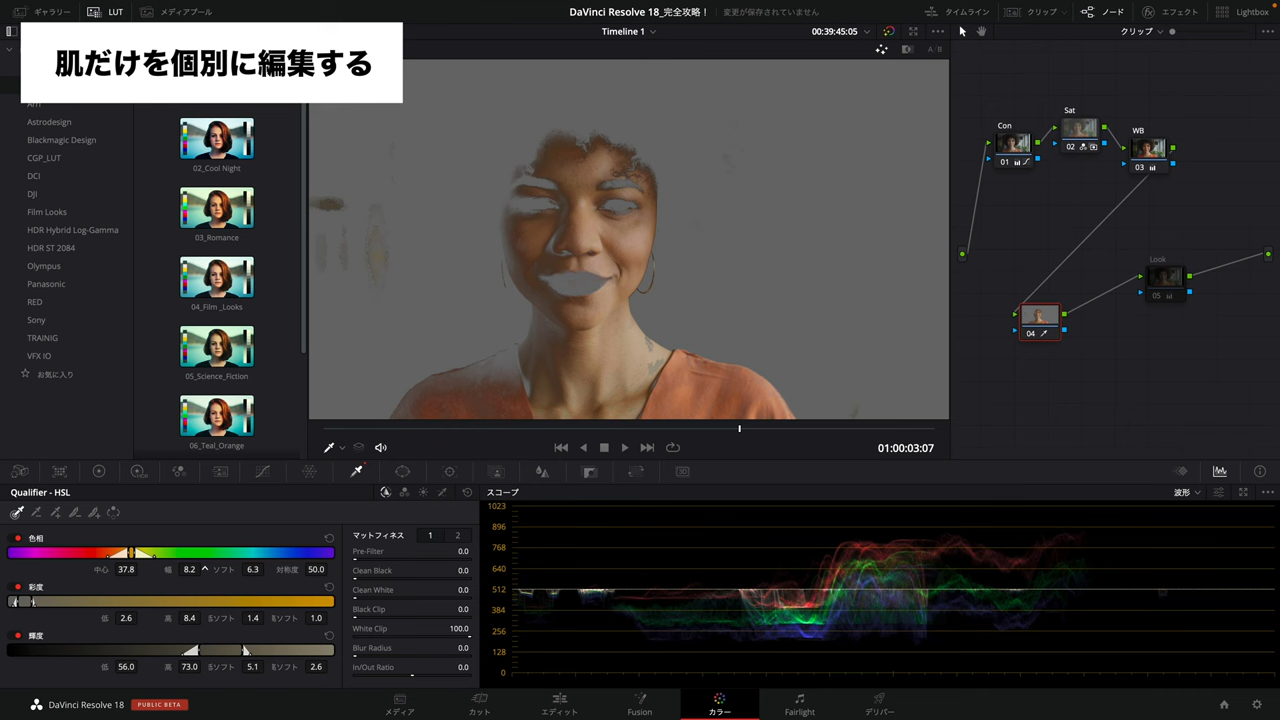 ギャラリー
LUT
メディアプール
DaVinci Resolve 18_完全攻略！
変更が保存されていません
タイムライン
クリップ
ノード
エフェクト
Lightbox
Timeline 1
00:39:45:05
クリップ
A/B
肌だけを個別に編集する
Arri
Astrodesign
Blackmagic Design
CGP_LUT
DCI
DJI
Film Looks
HDR Hybrid Log-Gamma
HDR ST 2084
Olympus
Panasonic
RED
Sony
TRAINIG
VFX IO
お気に入り
02_Cool Night
03_Romance
04_Film _Looks
05_Science_Fiction
06_Teal_Orange
Con
01
Sat
02
WB
03
04
Look
05
01:00:03:07
Qualifier - HSL
色相
中心 37.8 幅 8.2 ソフト 6.3 対称度 50.0
彩度
低 2.6 高 8.4 ソフト 1.4 ソフト 1.0
輝度
低 56.0 高 73.0 ソフト 5.1 ソフト 2.6
マットフィネス 1 2
Pre-Filter 0.0
Clean Black 0.0
Clean White 0.0
Black Clip 0.0
White Clip 100.0
Blur Radius 0.0
In/Out Ratio 0.0
スコープ
波形
1023
896
768
640
512
384
256
128
0
DaVinci Resolve 18
PUBLIC BETA
メディア
カット
エディット
Fusion
カラー
Fairlight
デリバー